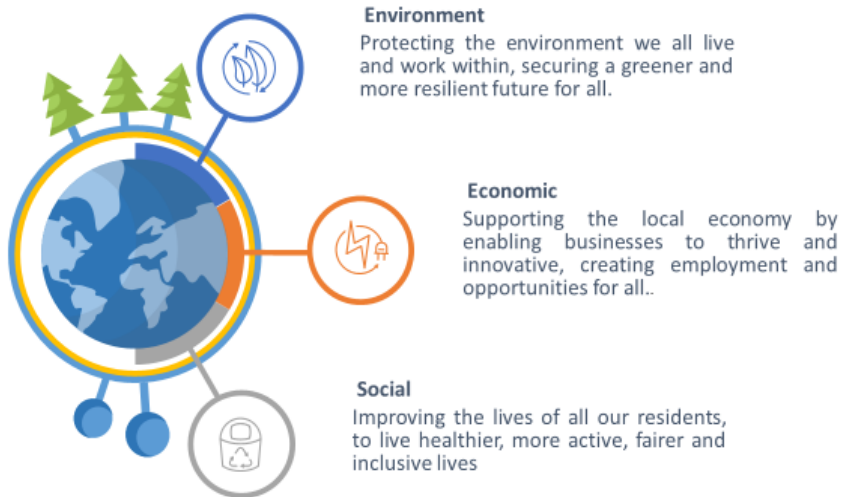 Environment
Protecting the environment we all live
and work within, securing a greener and
more resilient future for all.
Economic
Supporting the local economy by
enabling businesses to thrive and
innovative, creating employment and
opportunities for all..
Social
Improving the lives of all our residents,
to live healthier, more active, fairer and
inclusive lives